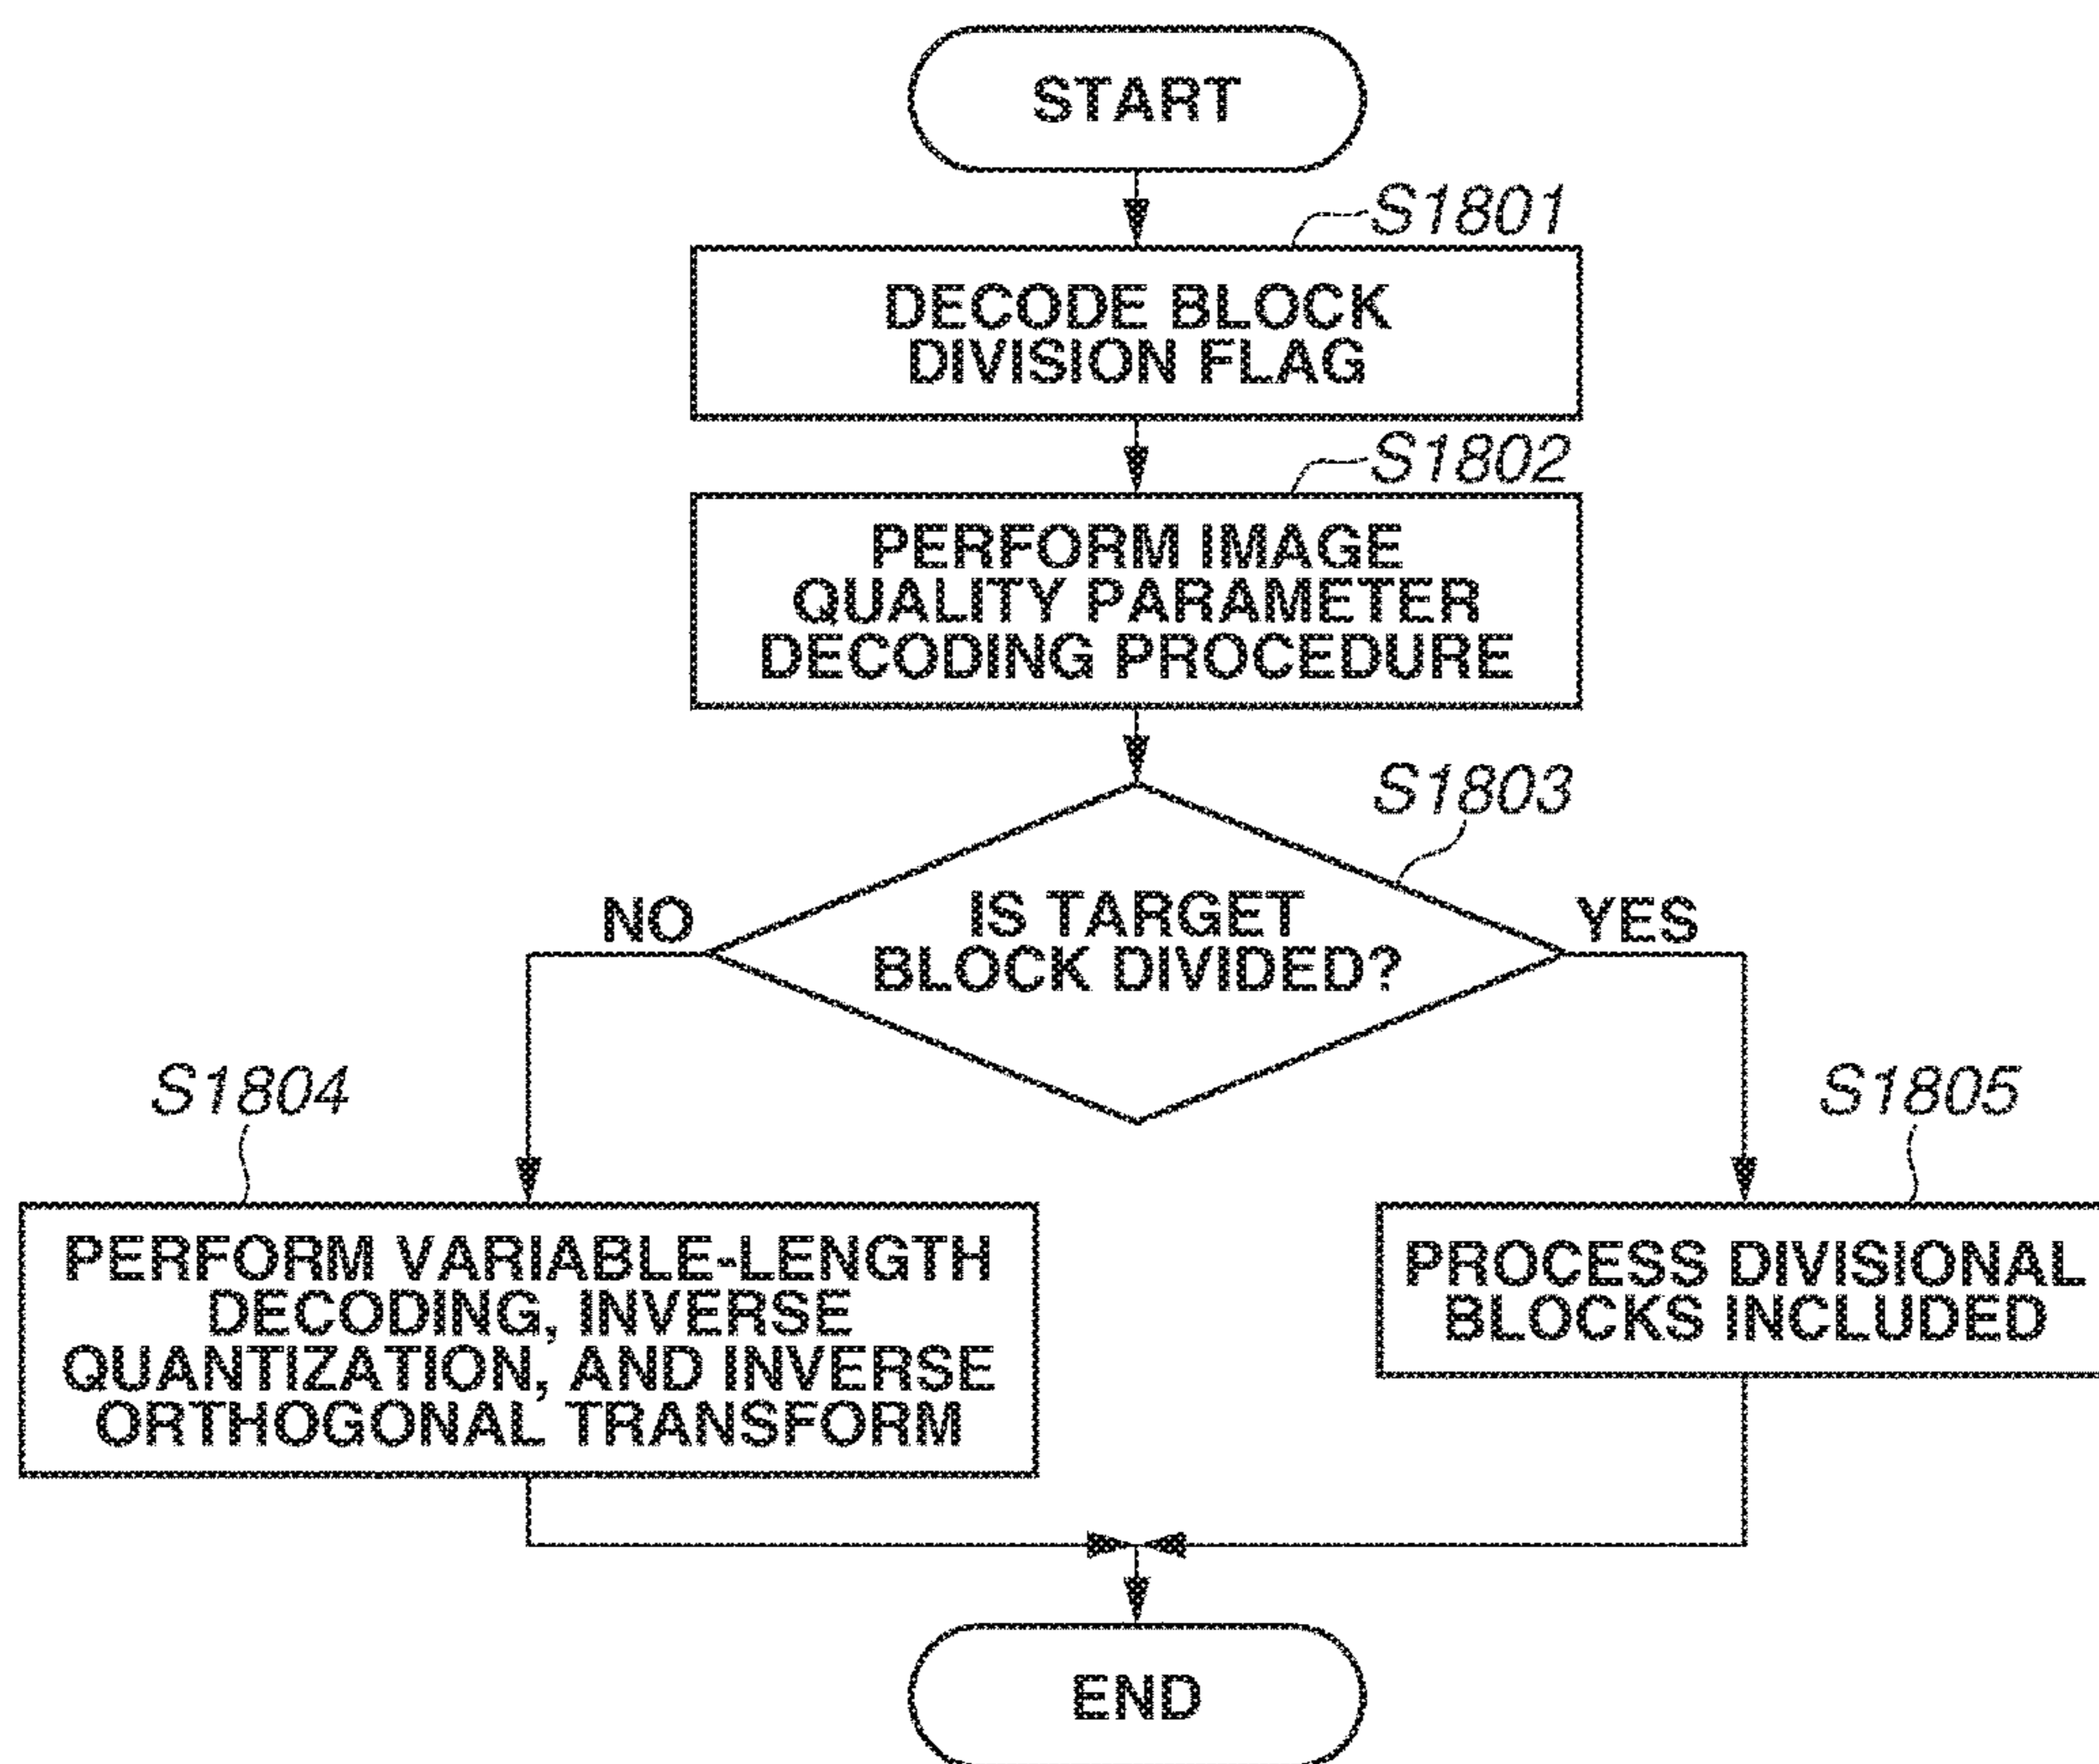 START
S1801
DECODE BLOCK
DIVISION FLAG
S1802
PERFORM IMAGE
QUALITY PARAMETER
DECODING PROCEDURE
S1803
IS TARGET
BLOCK DIVIDED?
NO
YES
S1804
PERFORM VARIABLE-LENGTH
DECODING, INVERSE
QUANTIZATION, AND INVERSE
ORTHOGONAL TRANSFORM
S1805
PROCESS DIVISIONAL
BLOCKS INCLUDED
END